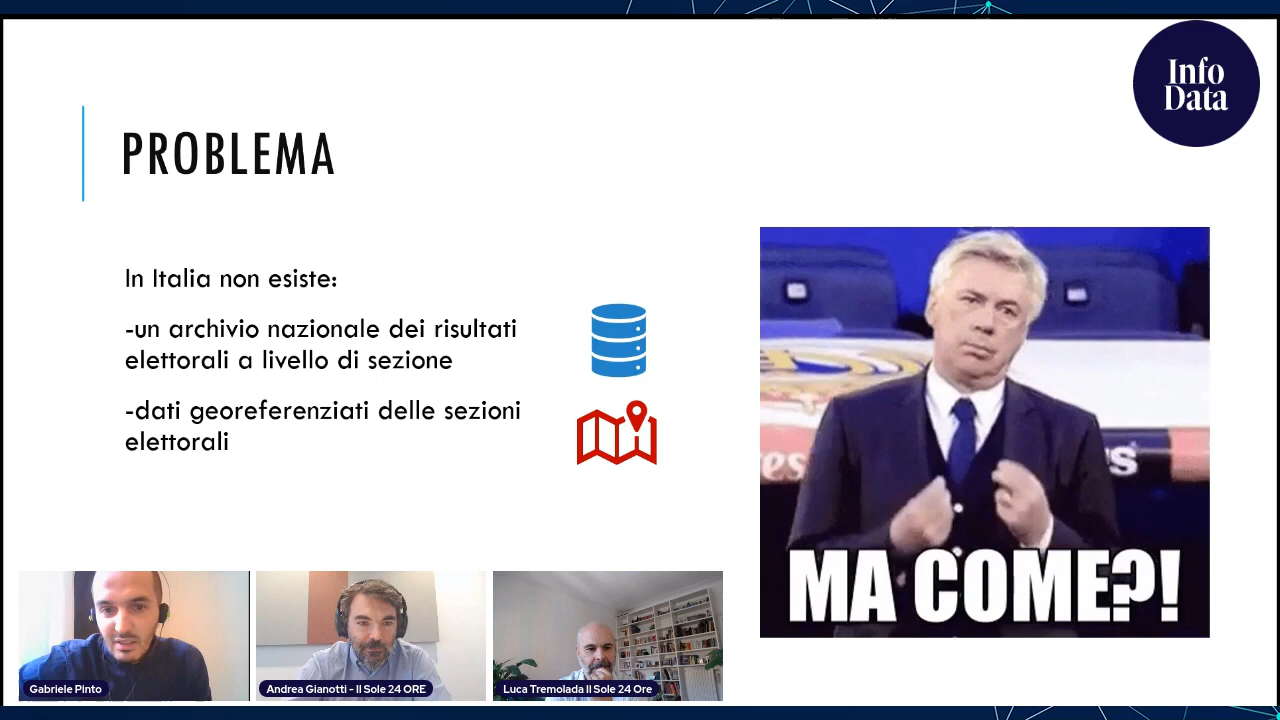 Info
Data
PROBLEMA
In Italia non esiste:
-un archivio nazionale dei risultati
elettorali a livello di sezione
-dati georeferenziati delle sezioni
elettorali
MA COME?!
Gabriele Pinto
Andrea Gianotti - Il Sole 24 ORE
Luca Tremolada Il Sole 24 Ore